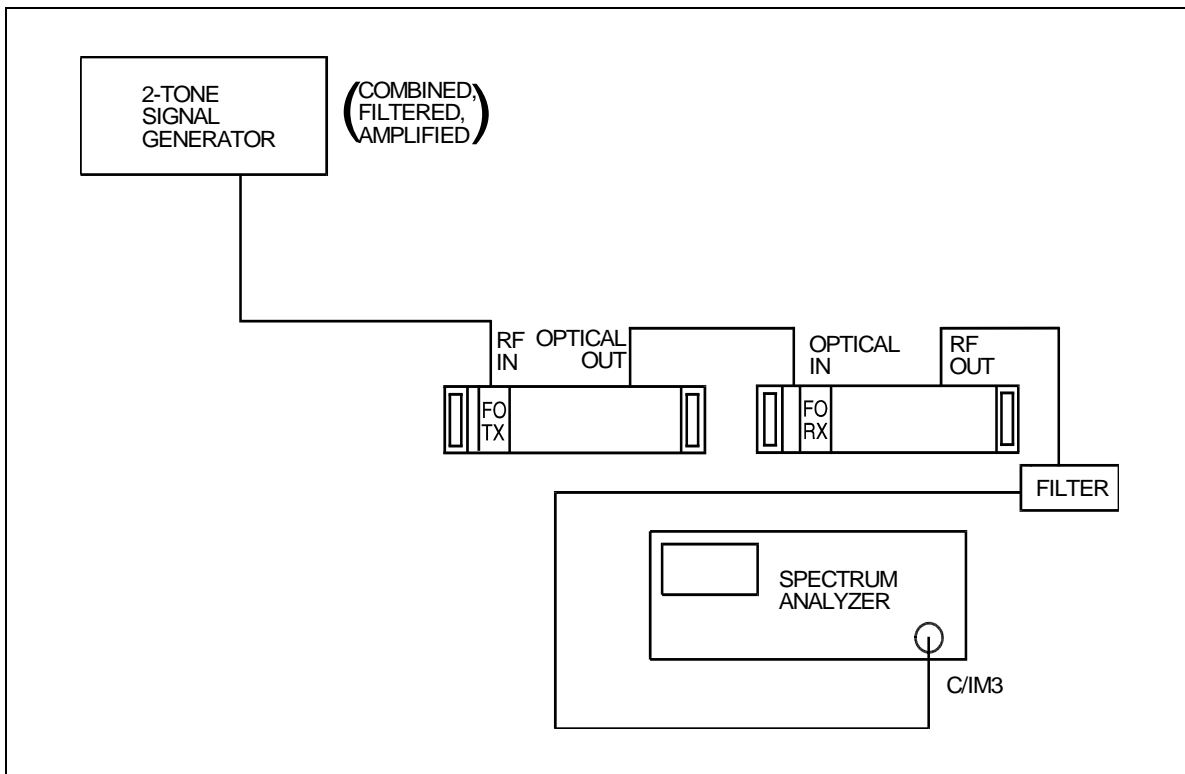 2-TONE
SIGNAL
GENERATOR
(COMBINED,
FILTERED,
AMPLIFIED)
RF
IN
OPTICAL
OUT
OPTICAL
IN
RF
OUT
FO
TX
FO
RX
FILTER
SPECTRUM
ANALYZER
C/IM3